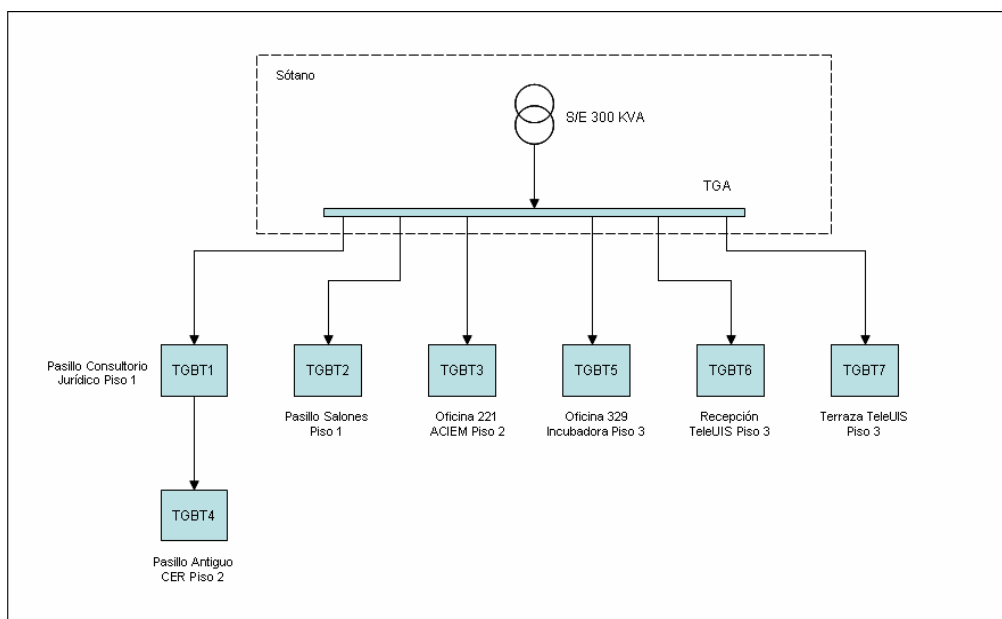 Sótano
S/E 300 KVA
TGA
Pasillo Consultorio
Jurídico Piso 1
TGBT1
TGBT2
TGBT3
TGBT5
TGBT6
TGBT7
Pasillo Salones
Piso 1
Oficina 221
ACIEM Piso 2
Oficina 329
Incubadora Piso 3
Recepción
TeleUIS Piso 3
Terraza TeleUIS
Piso 3
TGBT4
Pasillo Antiguo
CER Piso 2